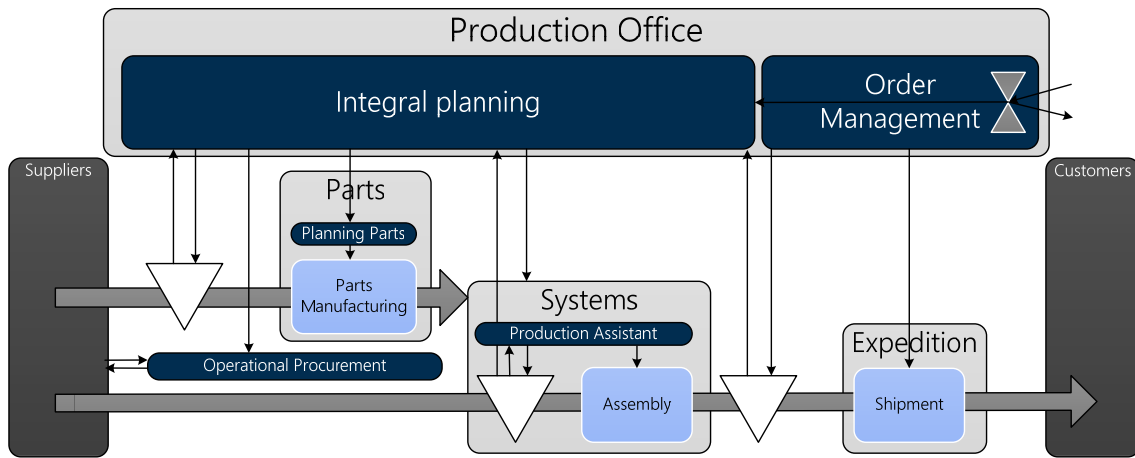 Production Office
Integral planning
Order
Management
Suppliers
Customers
Parts
Planning Parts
Parts
Manufacturing
Systems
Production Assistant
Expedition
Operational Procurement
Assembly
Shipment